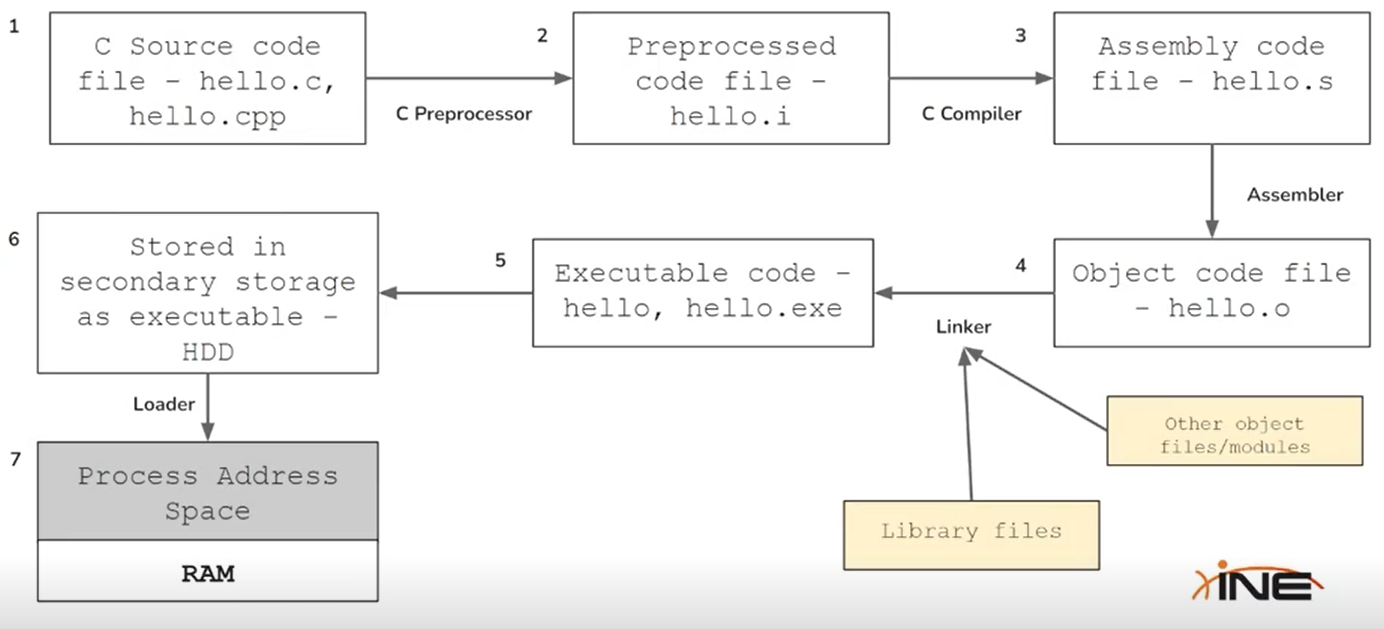 1
C Source code
file - hello.c,
hello.cpp
C Preprocessor
2
Preprocessed
code file -
hello.i
C Compiler
3
Assembly code
file - hello.s
Assembler
4
Object code file
- hello.o
Linker
Other object
files/modules
Library files
5
Executable code -
hello, hello.exe
6
Stored in
secondary storage
as executable -
HDD
Loader
7
Process Address
Space
RAM
INE